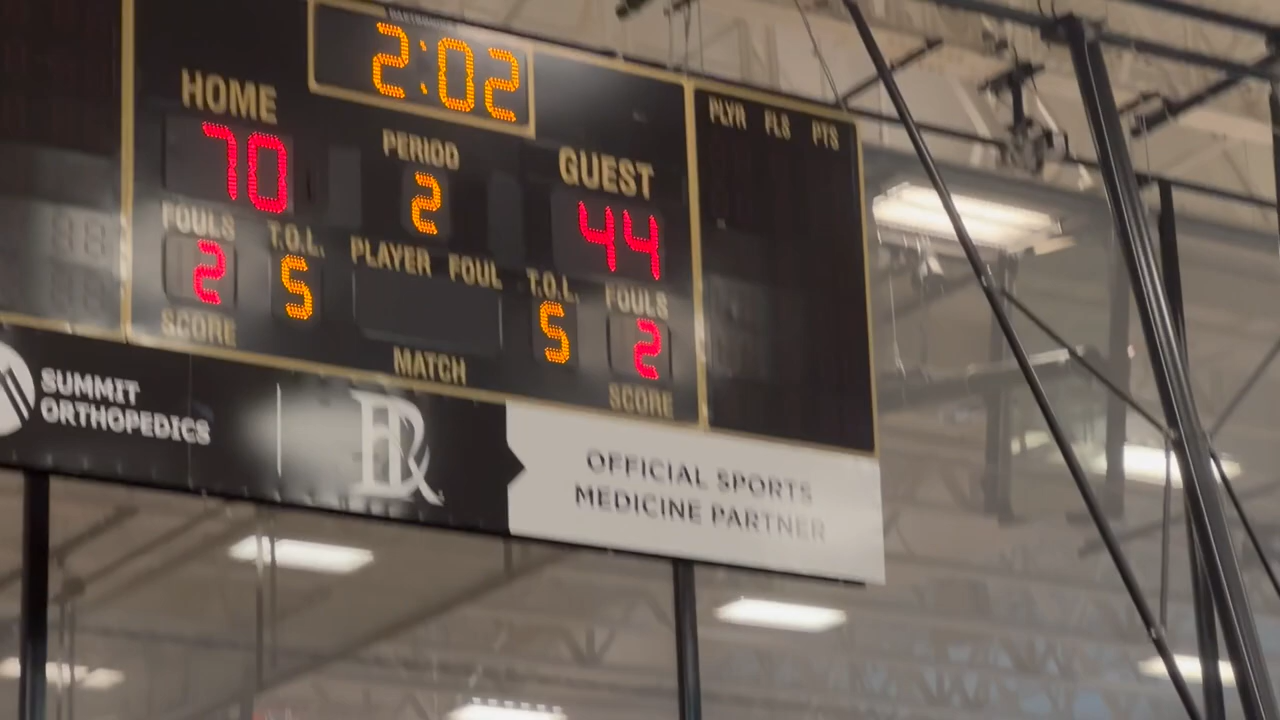 2:02
HOME
70
PERIOD
2
GUEST
44
PLYR FLS PTS
FOULS
2
T.O.L.
5
PLAYER FOUL
T.O.L.
5
FOULS
2
SCORE
MATCH
SCORE
SUMMIT
ORTHOPEDICS
OFFICIAL SPORTS
MEDICINE PARTNER